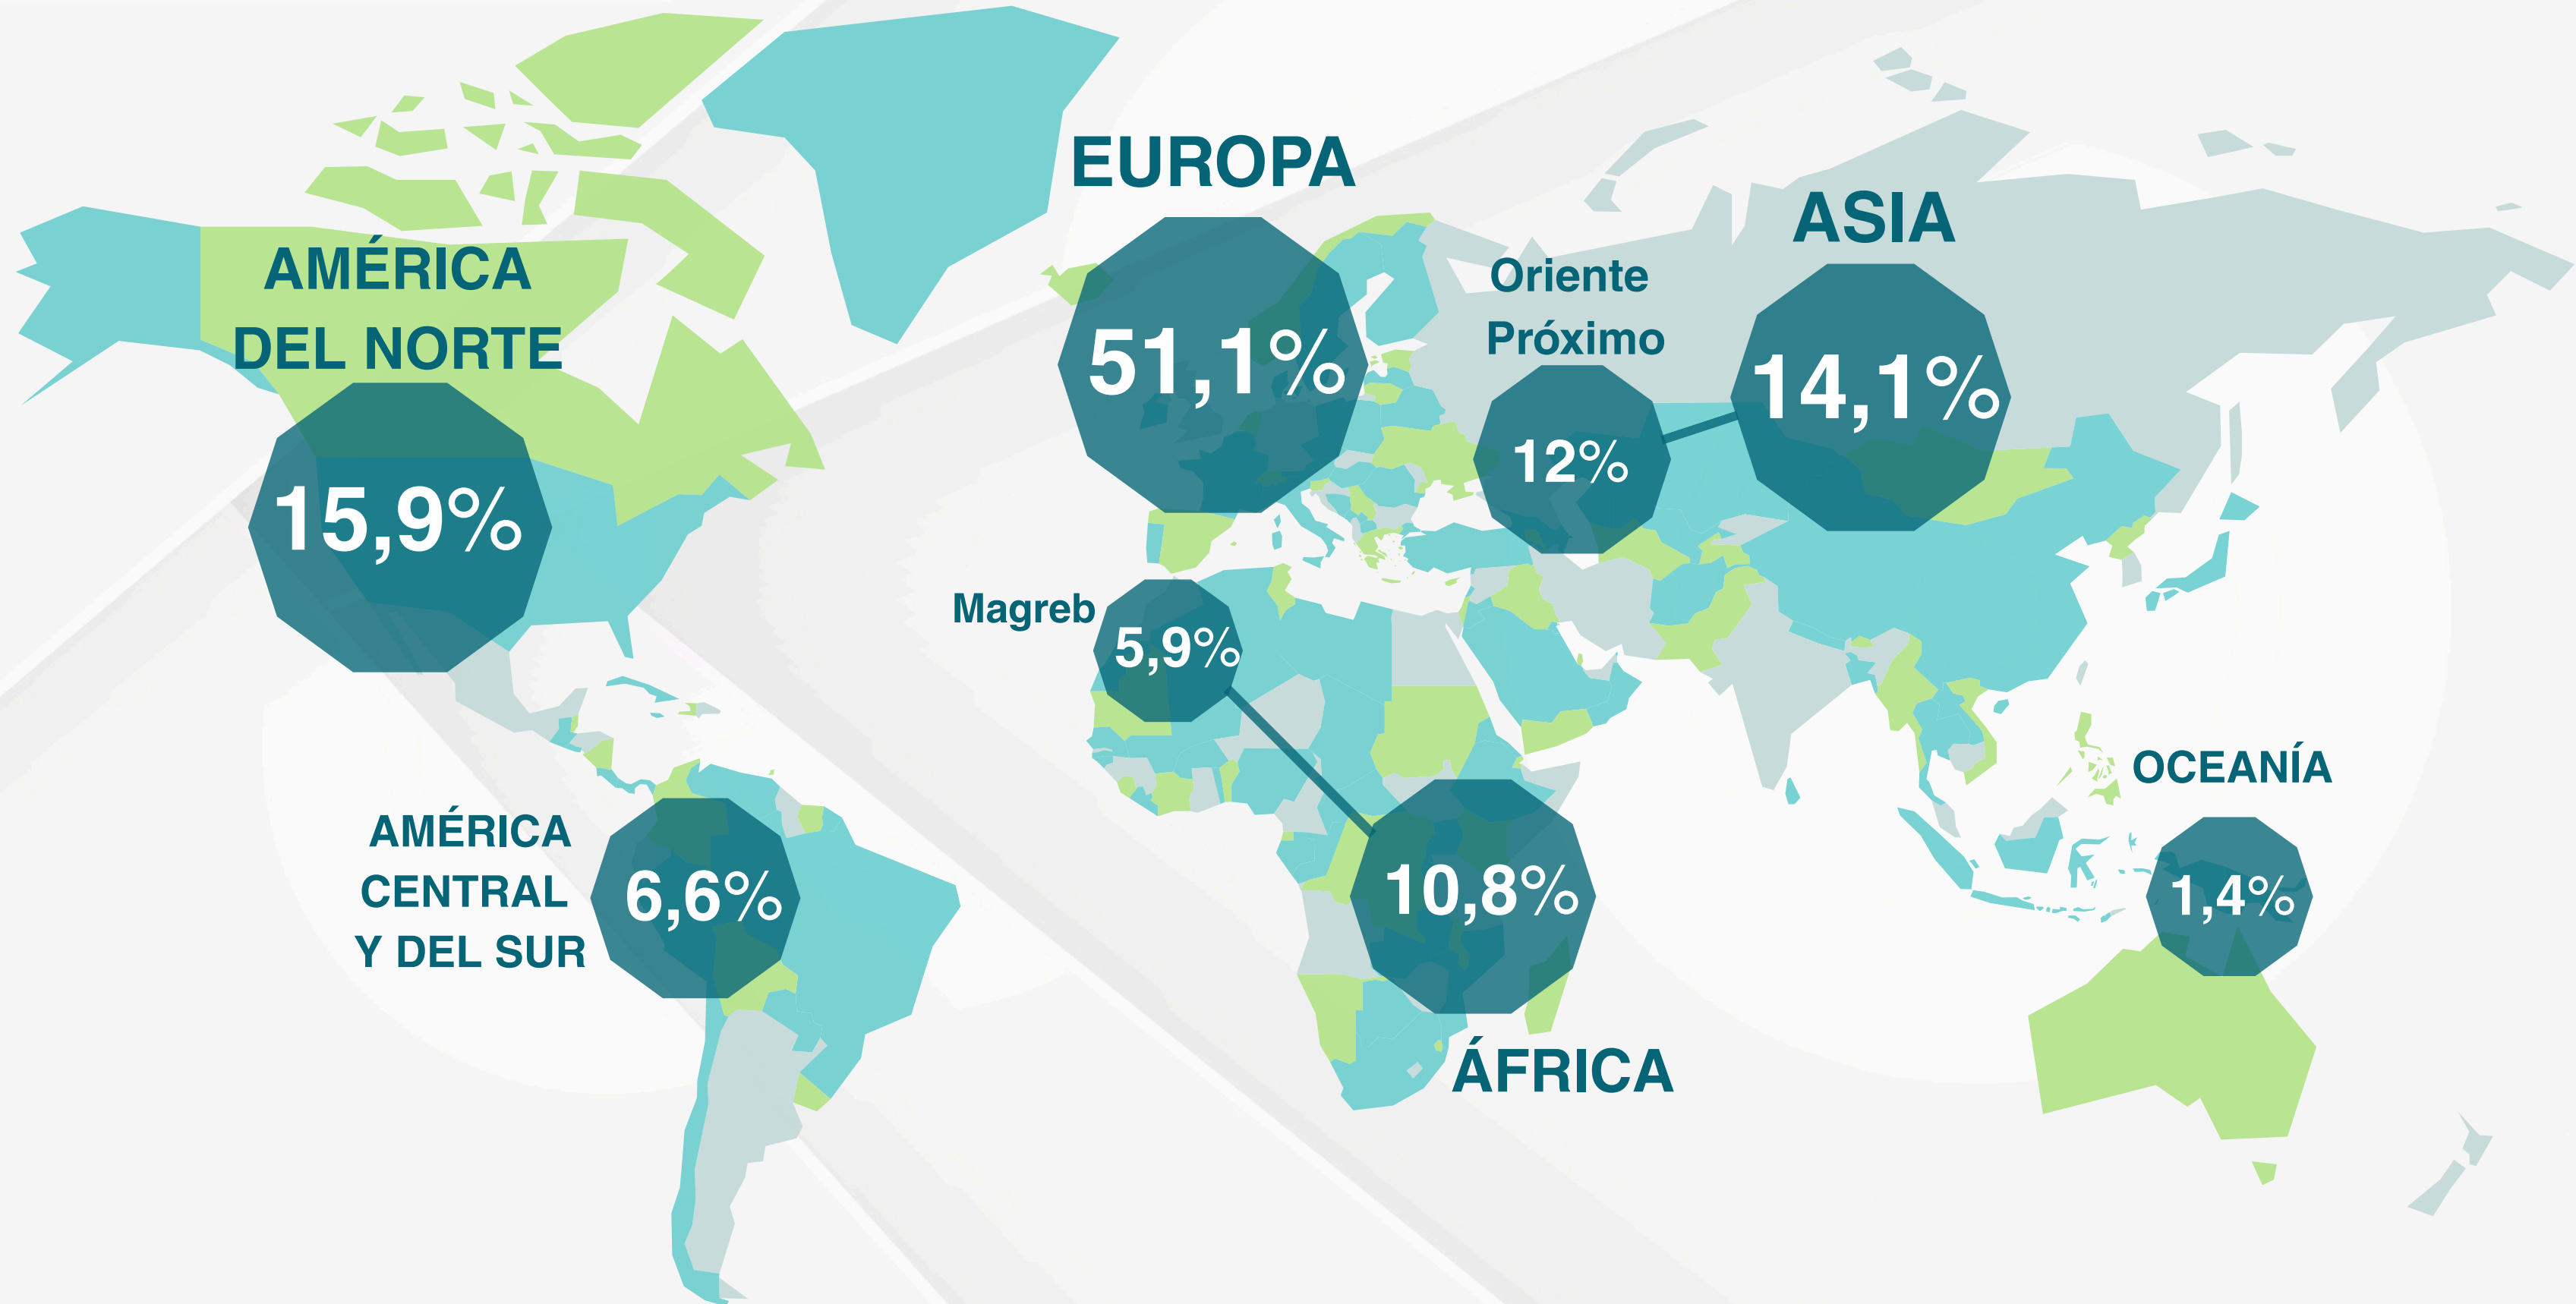 EUROPA
51,1%
ASIA
14,1%
Oriente
Próximo
12%
AMÉRICA
DEL NORTE
15,9%
Magreb
5,9%
AMÉRICA
CENTRAL
Y DEL SUR
6,6%
10,8%
ÁFRICA
OCEANÍA
1,4%